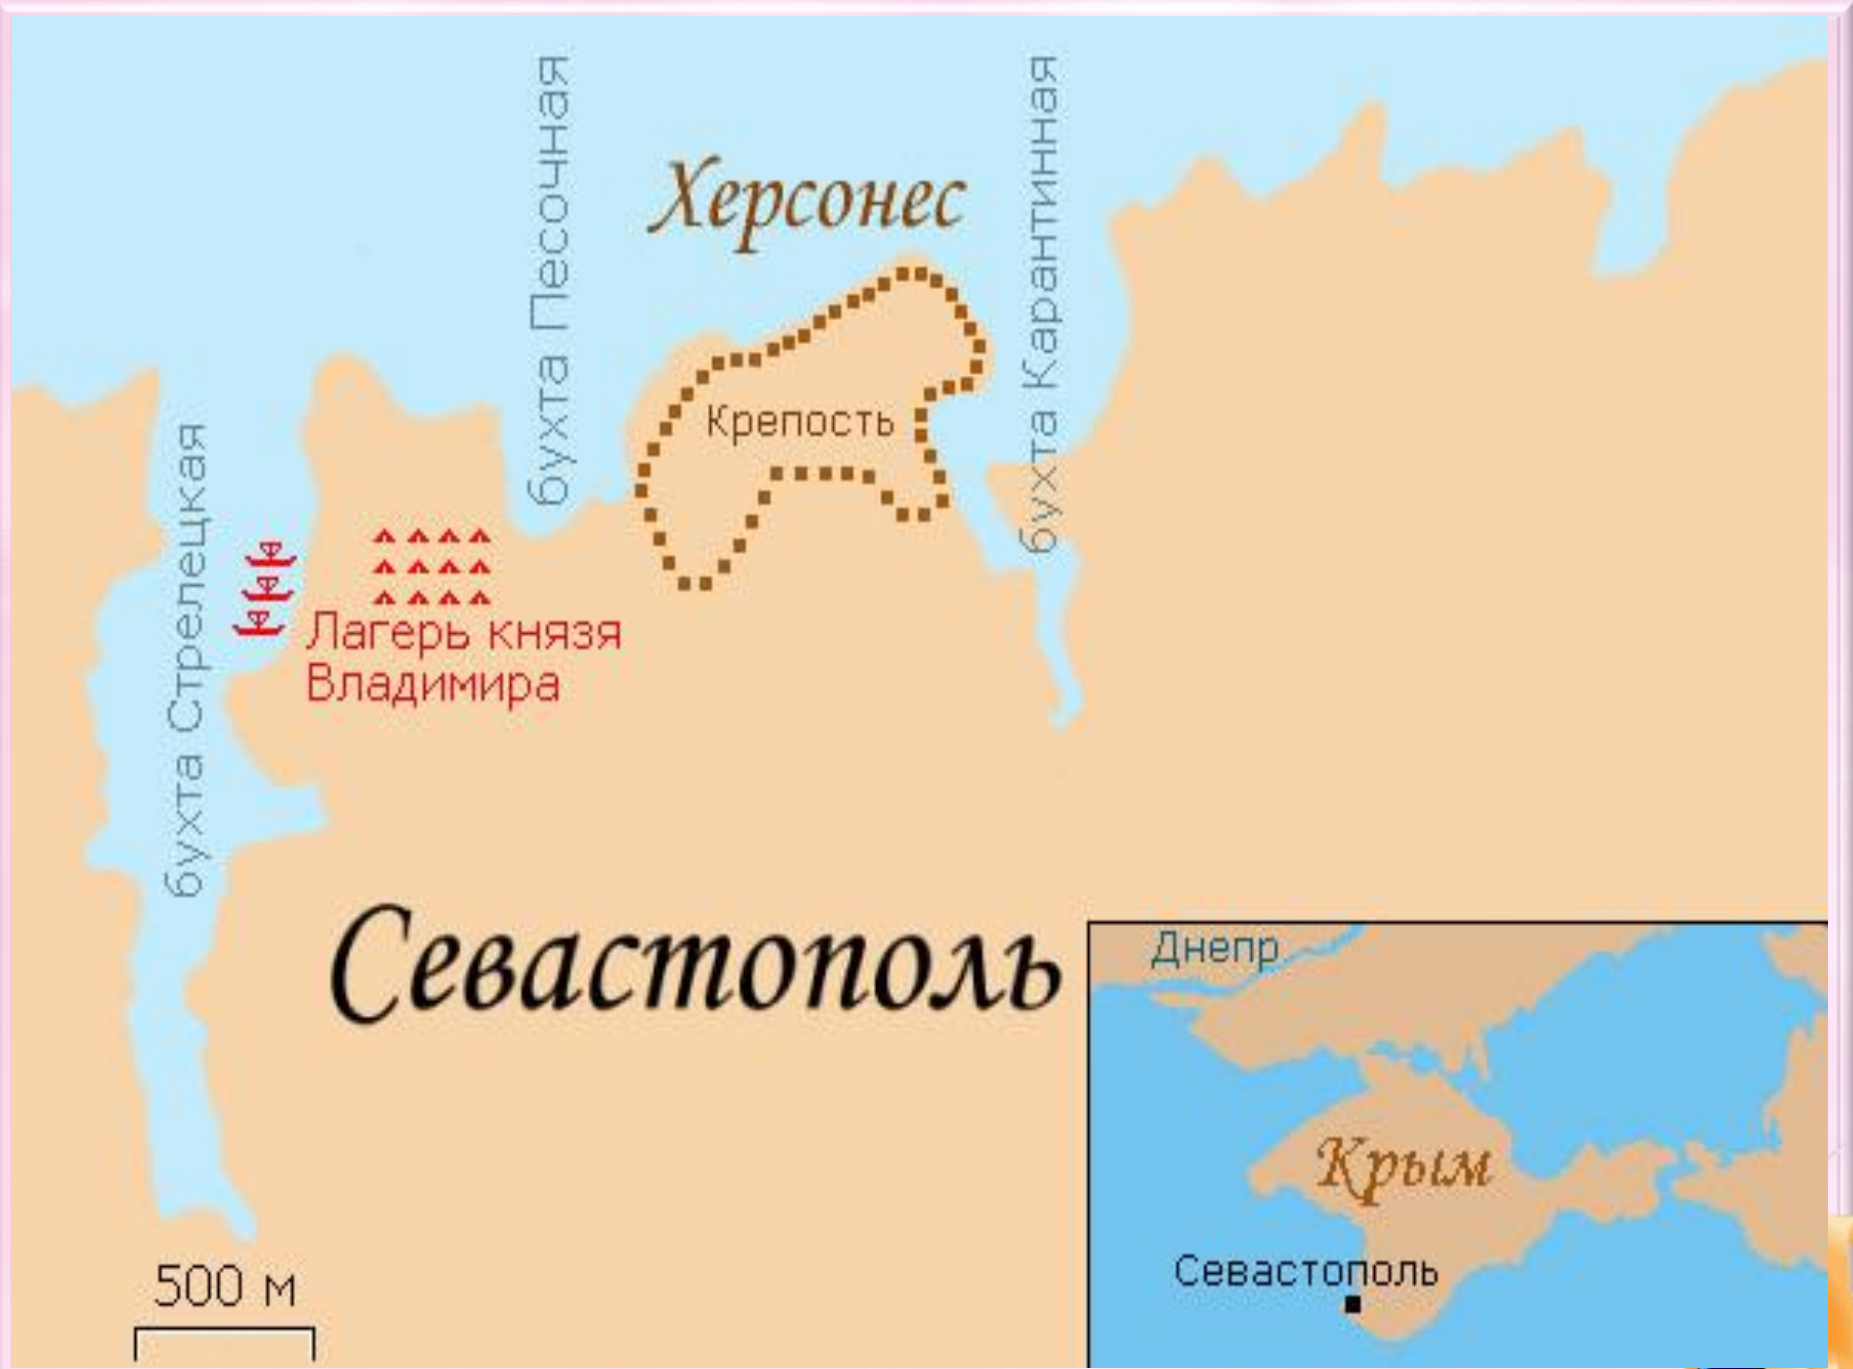 бухта Песочная
бухта Карантинная
Херсонес
Крепость
бухта Стрелецкая
Лагерь князя
Владимира
Севастополь
Днепр
Крым
Севастополь
500 м